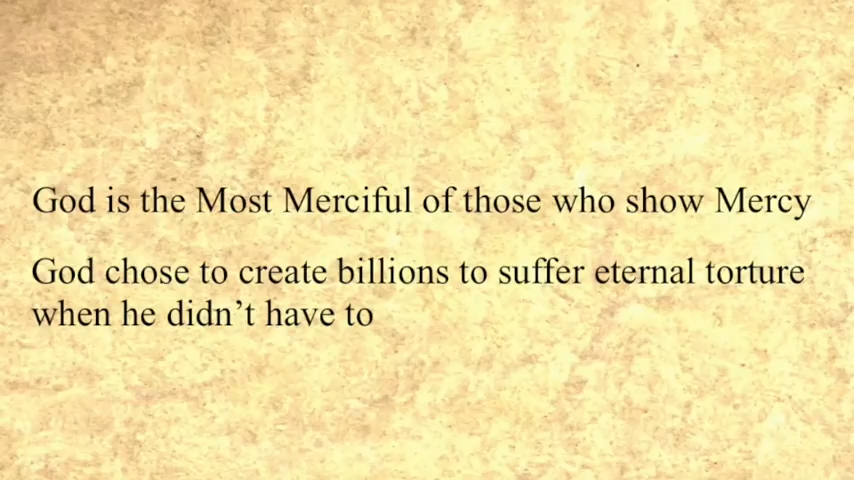 God is the Most Merciful of those who show Mercy
God chose to create billions to suffer eternal torture
when he didn’t have to